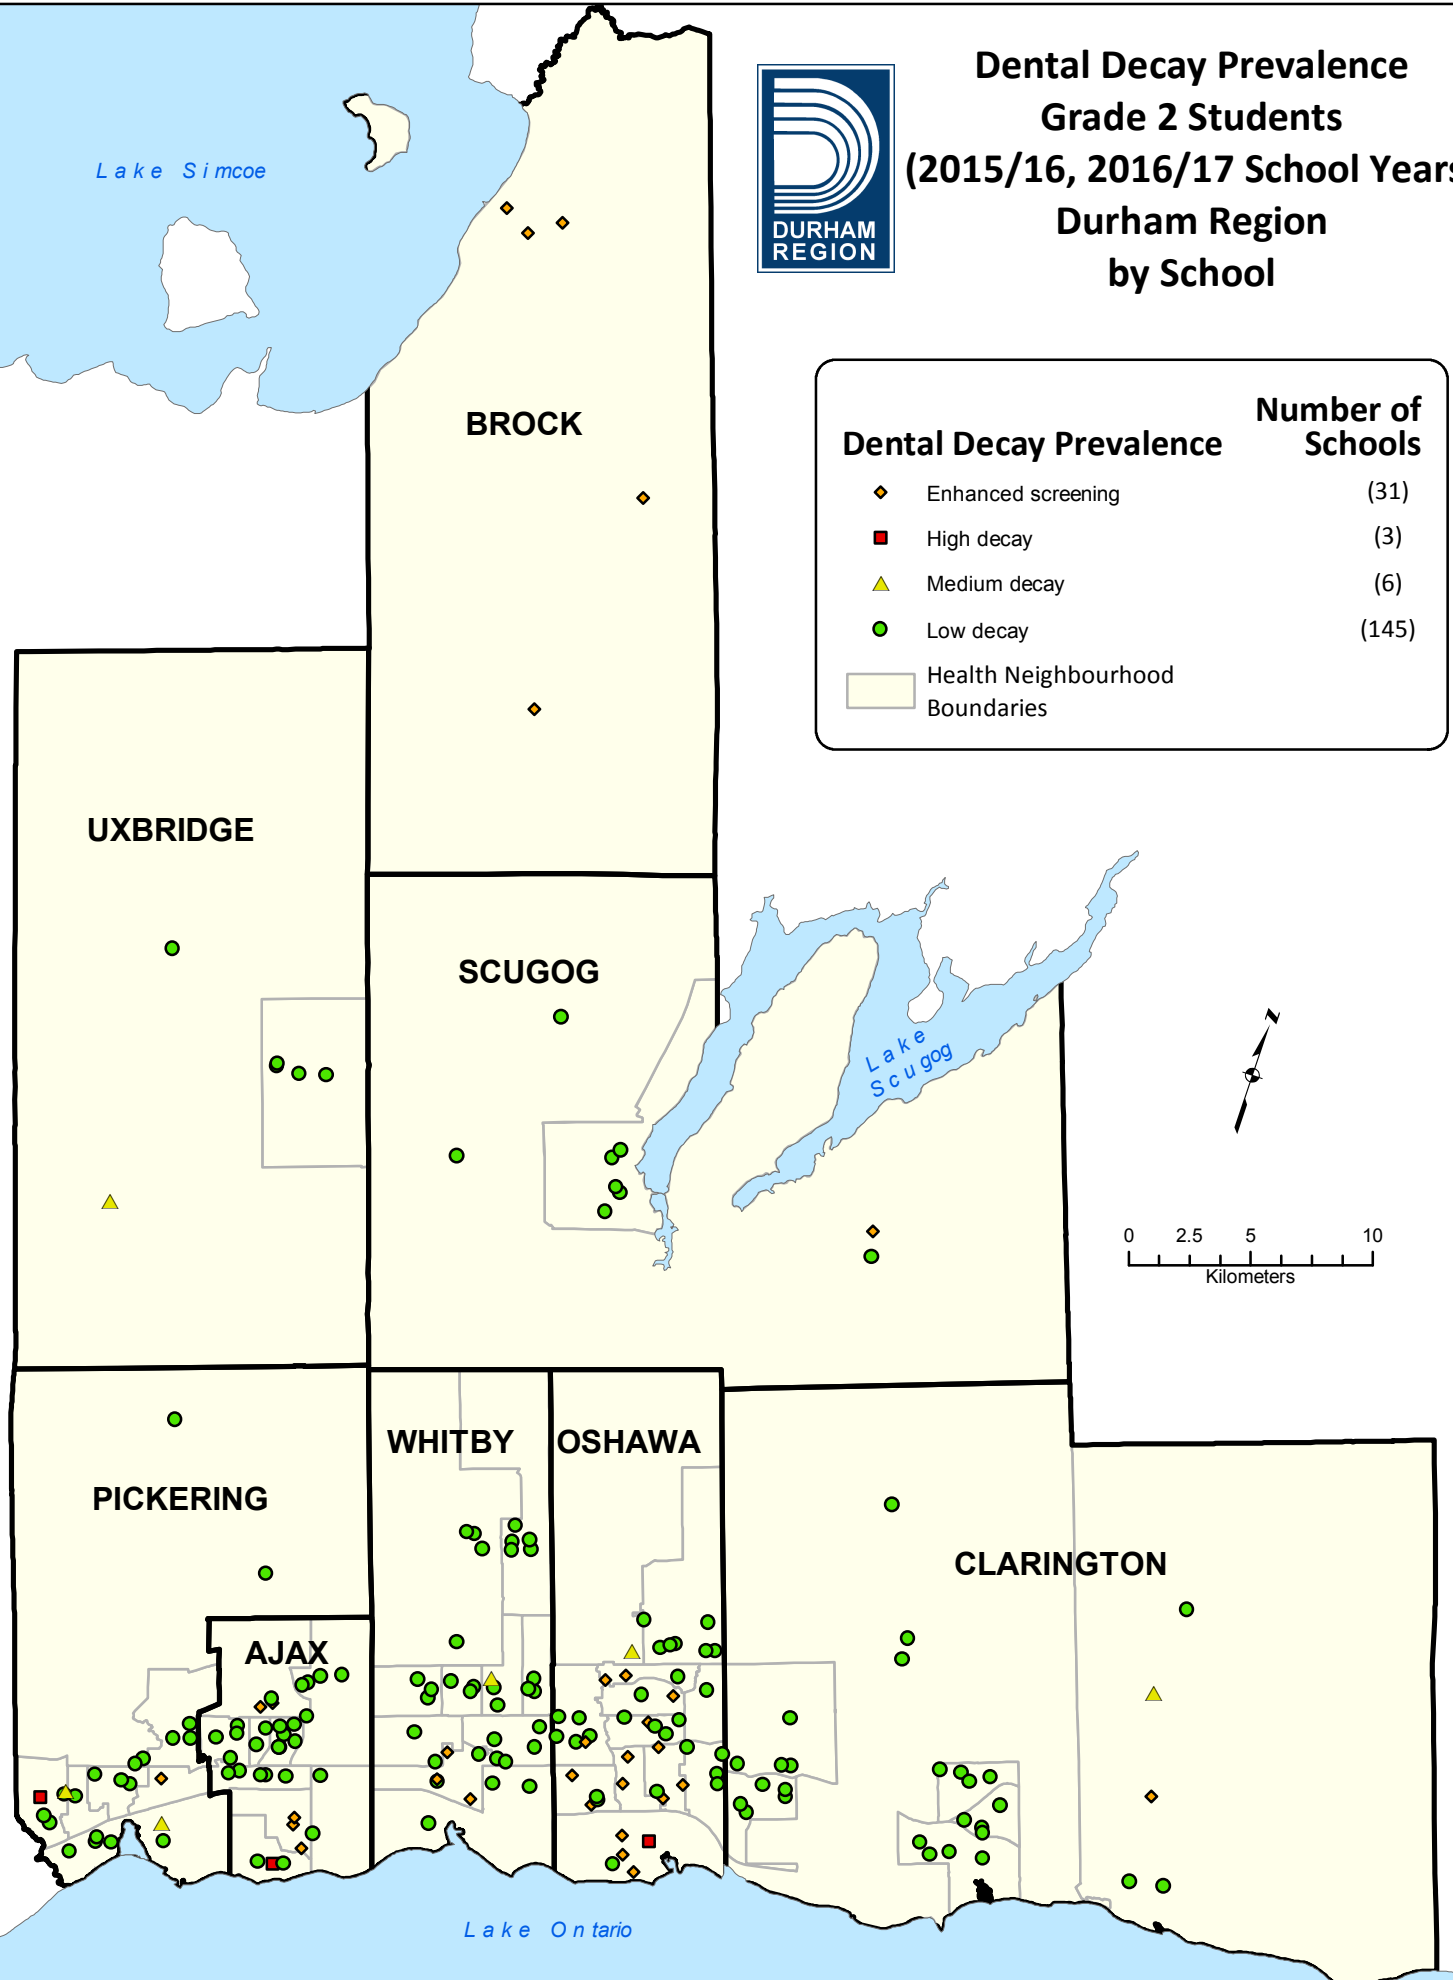 Dental Decay Prevalence
Grade 2 Students
(2015/16, 2016/17 School Years
Durham Region
by School
DURHAM
REGION
Lake Simcoe
BROCK
Dental Decay Prevalence
Number of
Schools
Enhanced screening (31)
High decay (3)
Medium decay (6)
Low decay (145)
Health Neighbourhood
Boundaries
UXBRIDGE
SCUGOG
Lake
Scugog
N
0 2.5 5 10
Kilometers
WHITBY
OSHAWA
PICKERING
CLARINGTON
AJAX
Lake Ontario